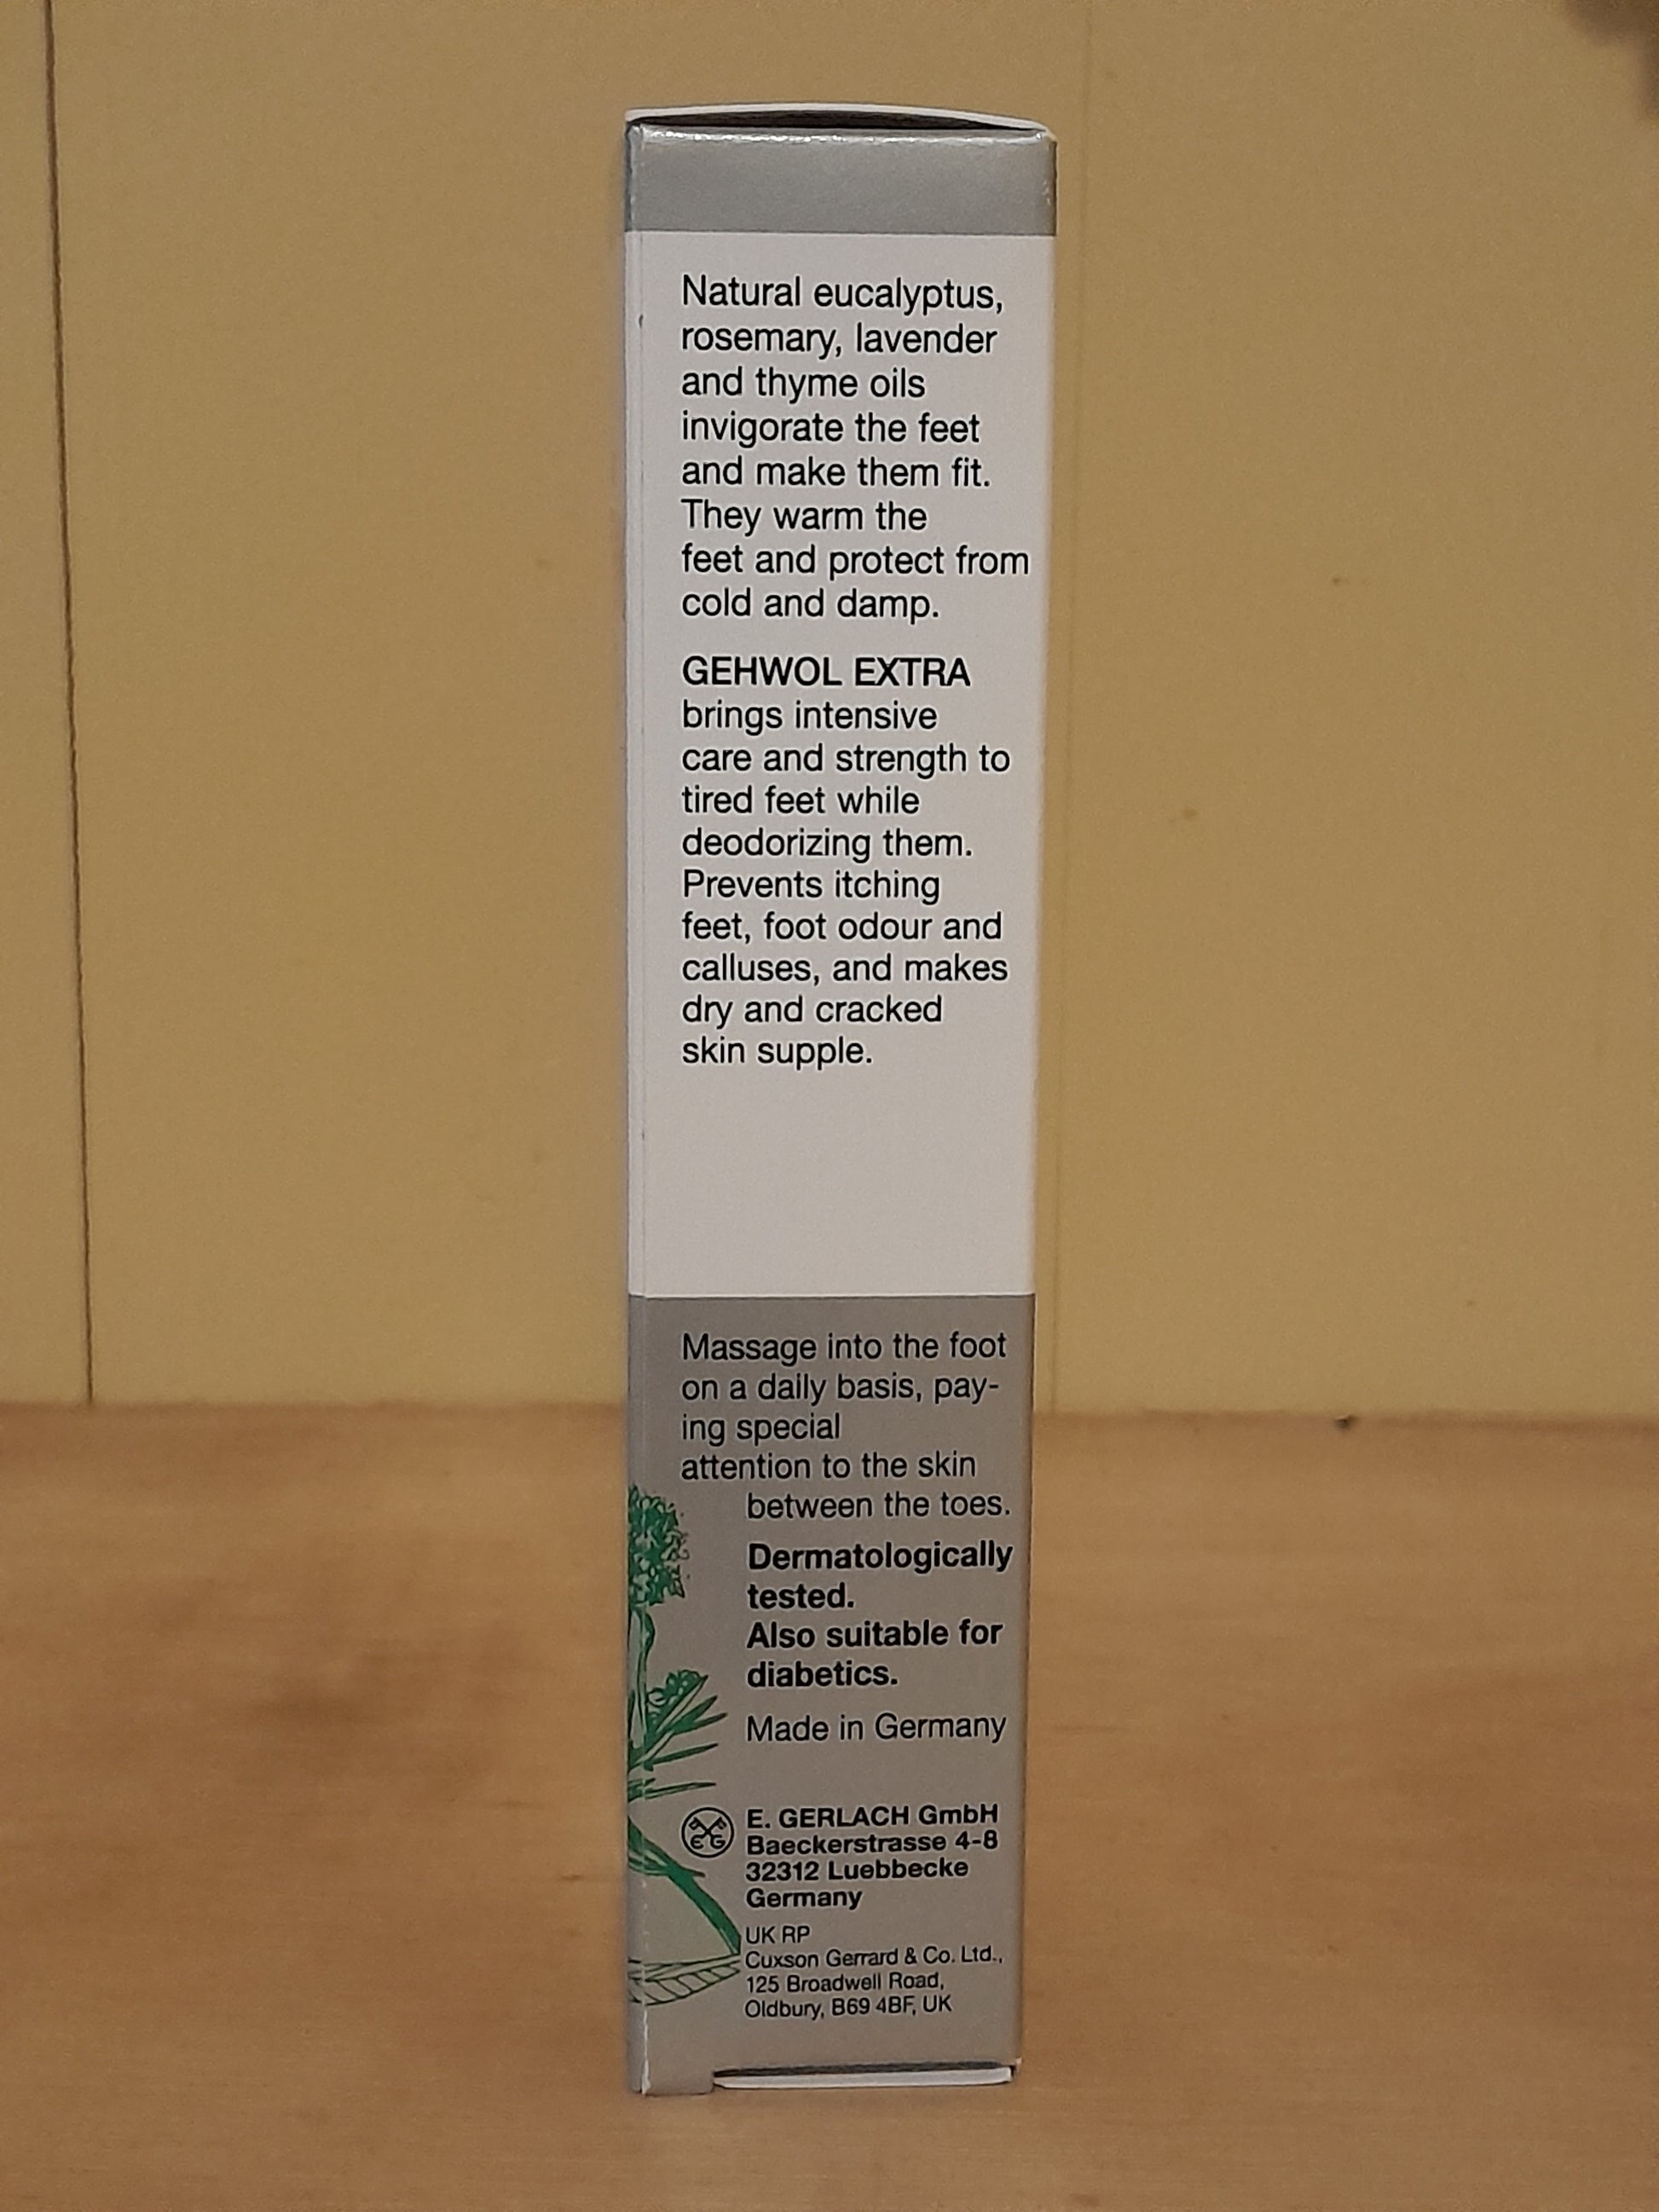 Natural eucalyptus,
rosemary, lavender
and thyme oils
invigorate the feet
and make them fit.
They warm the
feet and protect from
cold and damp.
GEHWOL EXTRA
brings intensive
care and strength to
tired feet while
deodorizing them.
Prevents itching
feet, foot odour and
calluses, and makes
dry and cracked
skin supple.
Massage into the foot
on a daily basis, pay-
ing special
attention to the skin
between the toes.
Dermatologically
tested.
Also suitable for
diabetics.
Made in Germany
EG
E. GERLACH GmbH
Baeckerstrasse 4-8
32312 Luebbecke
Germany
UK RP
Cuxson Gerrard & Co. Ltd.,
125 Broadwell Road,
Oldbury, B69 4BF, UK